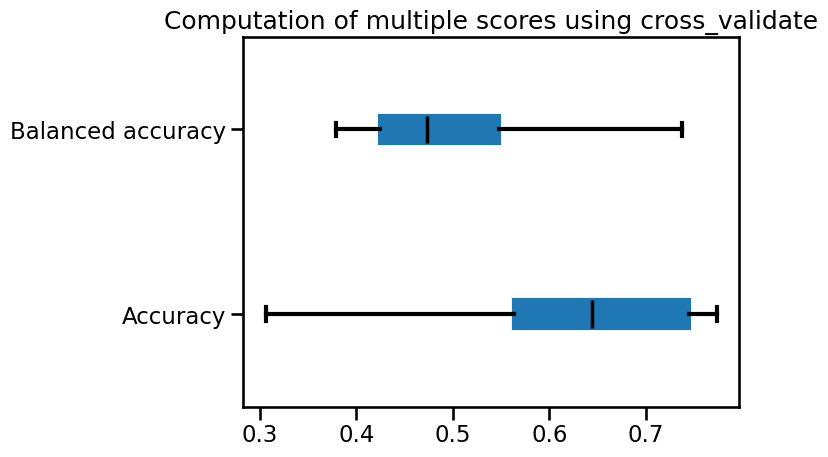 Computation of multiple scores using cross_validate
Balanced accuracy
Accuracy
0.3 0.4 0.5 0.6 0.7